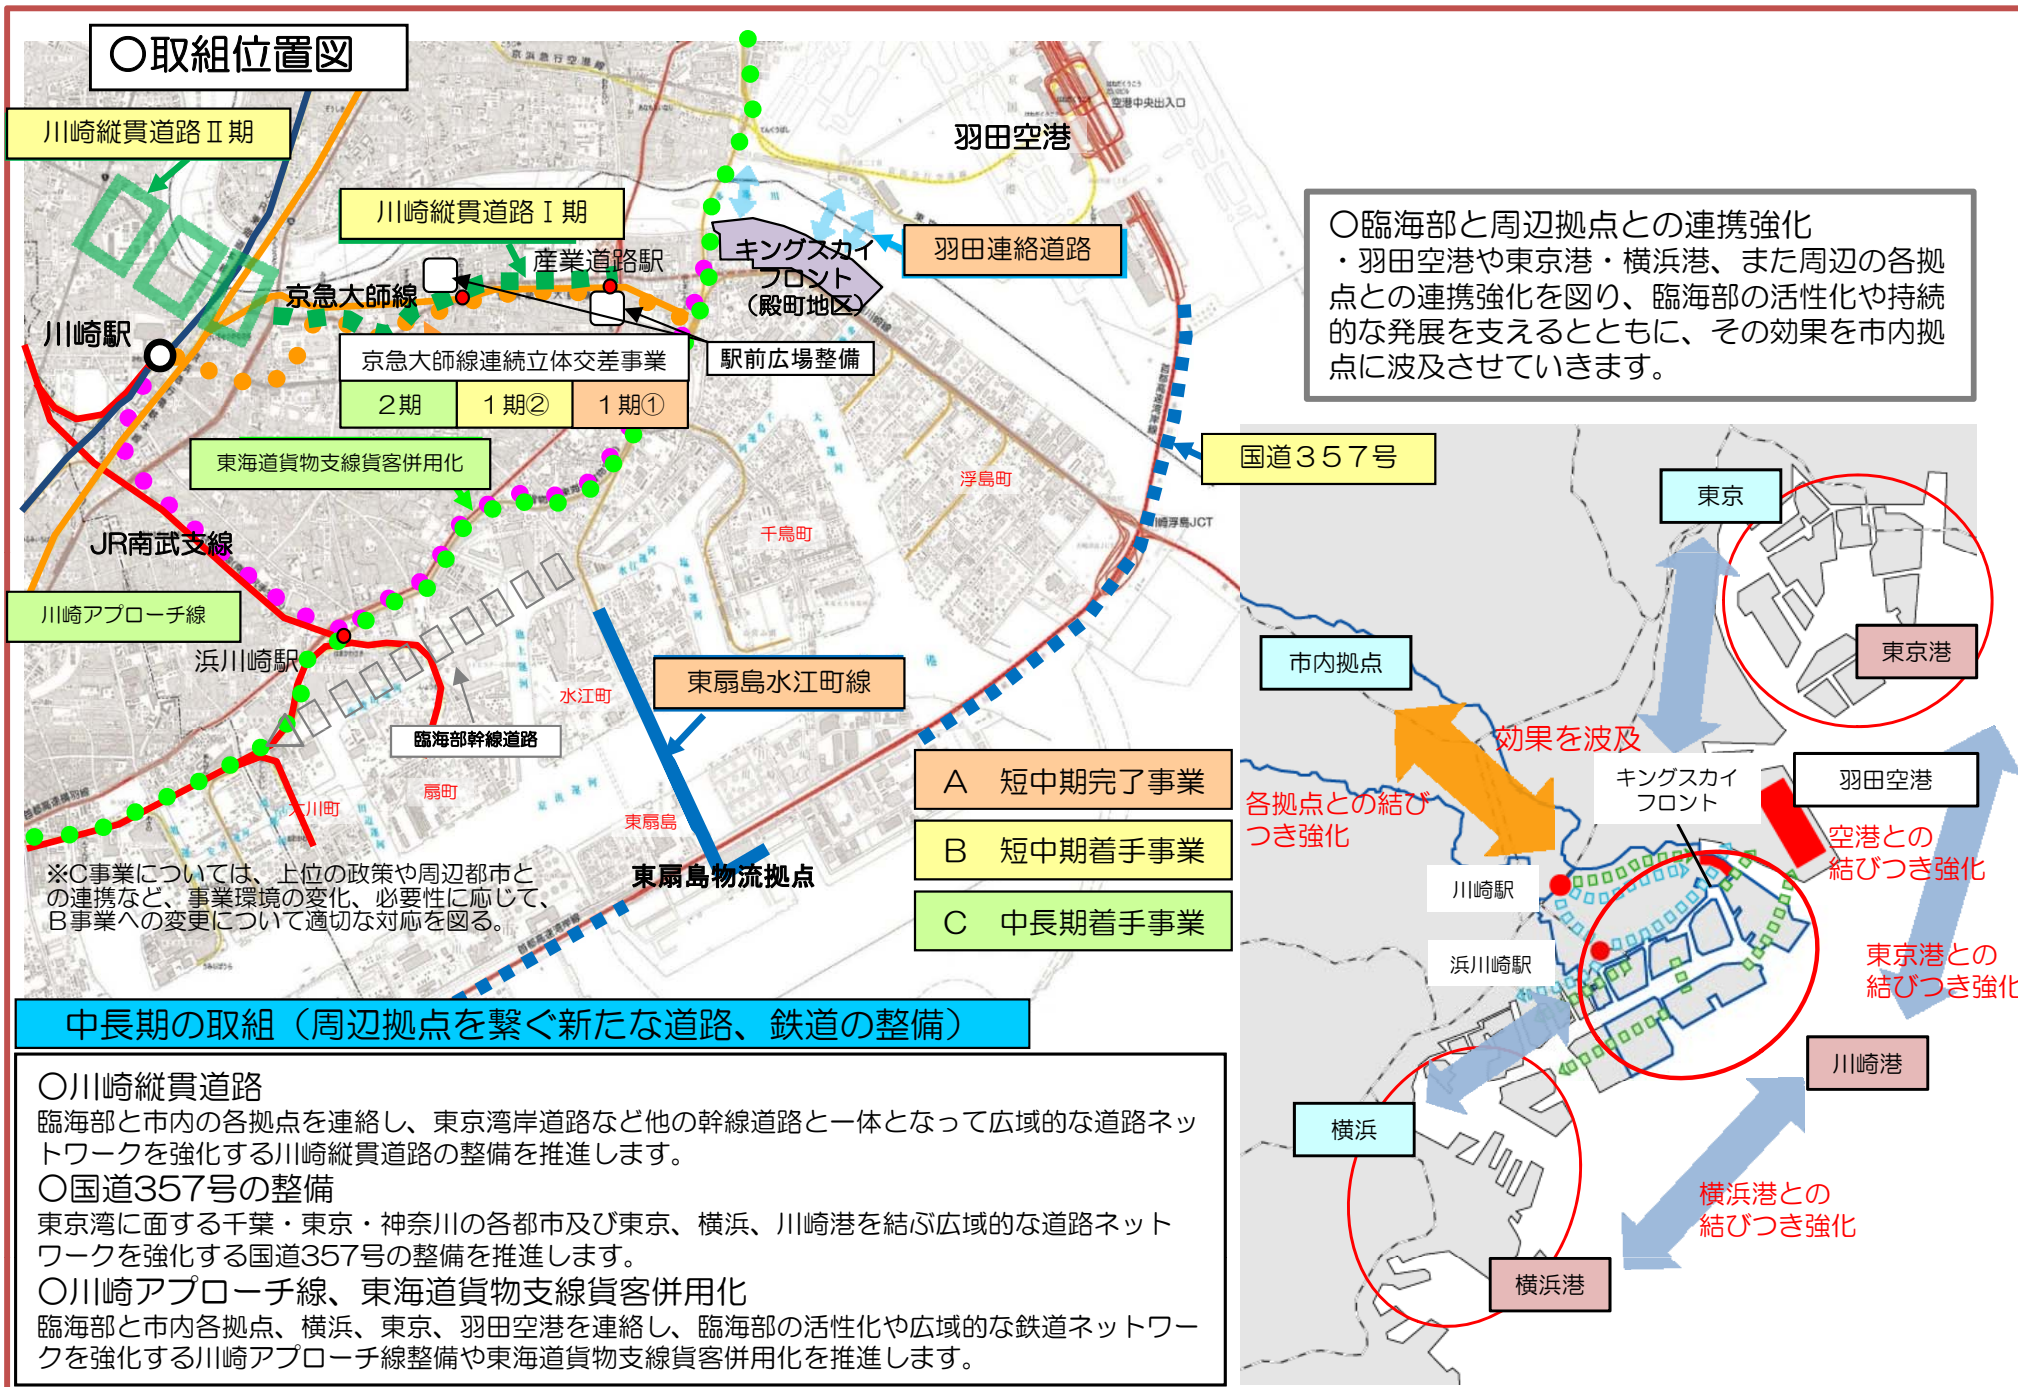 〇取組位置図
川崎縦貫道路Ⅱ期
川崎縦貫道路Ⅰ期
羽田空港
空港中央出入口
京浜急行空港線
産業道路駅
京急大師線
川崎駅
キングスカイ
フロント
（殿町地区）
羽田連絡道路
京急大師線連続立体交差事業
2期
1期②
1期①
駅前広場整備
東海道貨物支線貨客併用化
国道357号
浮島町
千鳥町
川崎浮島JCT
JR南武支線
川崎アプローチ線
浜川崎駅
臨海部幹線道路
水江町
東扇島水江町線
扇町
大川町
東扇島
東扇島物流拠点
A　短中期完了事業
B　短中期着手事業
C　中長期着手事業
※C事業については、上位の政策や周辺都市と
の連携など、事業環境の変化、必要性に応じて、
B事業への変更について適切な対応を図る。
中長期の取組（周辺拠点を繋ぐ新たな道路、鉄道の整備）
〇川崎縦貫道路
臨海部と市内の各拠点を連絡し、東京湾岸道路など他の幹線道路と一体となって広域的な道路ネッ
トワークを強化する川崎縦貫道路の整備を推進します。
〇国道357号の整備
東京湾に面する千葉・東京・神奈川の各都市及び東京、横浜、川崎港を結ぶ広域的な道路ネット
ワークを強化する国道357号の整備を推進します。
〇川崎アプローチ線、東海道貨物支線貨客併用化
臨海部と市内各拠点、横浜、東京、羽田空港を連絡し、臨海部の活性化や広域的な鉄道ネットワー
クを強化する川崎アプローチ線整備や東海道貨物支線貨客併用化を推進します。
〇臨海部と周辺拠点との連携強化
・羽田空港や東京港・横浜港、また周辺の各拠
点との連携強化を図り、臨海部の活性化や持続
的な発展を支えるとともに、その効果を市内拠
点に波及させていきます。
東京
東京港
市内拠点
効果を波及
キングスカイ
フロント
羽田空港
各拠点との結び
つき強化
空港との
結びつき強化
川崎駅
浜川崎駅
東京港との
結びつき強化
川崎港
横浜
横浜港との
結びつき強化
横浜港